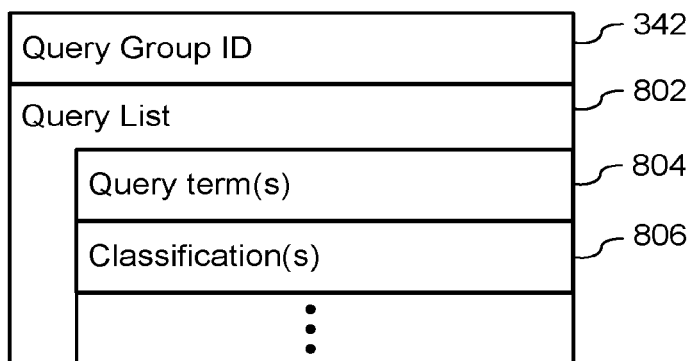 Query Group ID 342
Query List 802
Query term(s) 804
Classification(s) 806